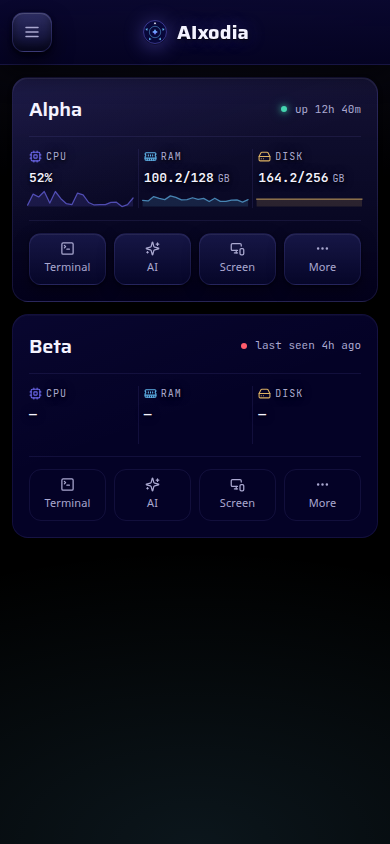 AIxodia
Alpha
up 12h 40m
CPU
RAM
DISK
52%
100.2/128 GB
164.2/256 GB
Terminal
AI
Screen
More
Beta
last seen 4h ago
CPU
RAM
DISK
—
—
—
Terminal
AI
Screen
More